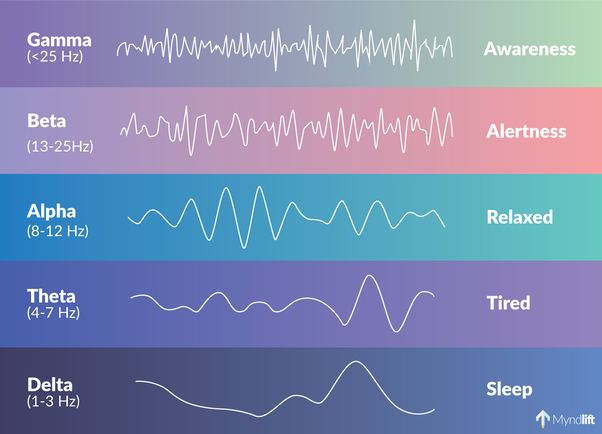 Gamma
(<25 Hz)
Awareness
Beta
(13-25Hz)
Alertness
Alpha
(8-12 Hz)
Relaxed
Theta
(4-7 Hz)
Tired
Delta
(1-3 Hz)
Sleep
Myndlift